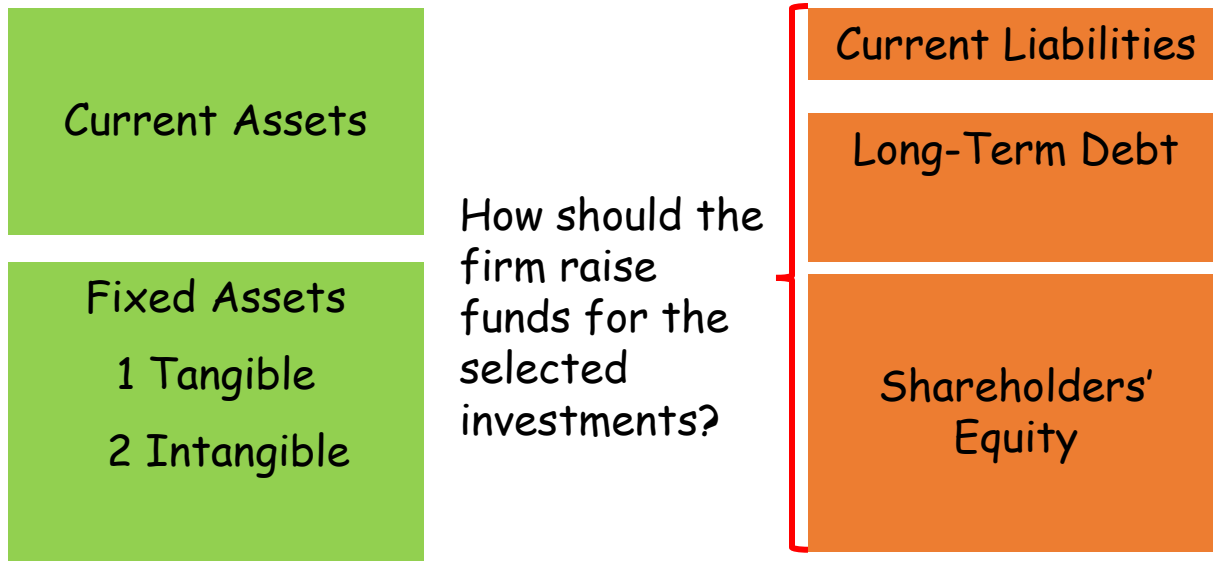 Current Assets
Fixed Assets
1 Tangible
2 Intangible
How should the
firm raise
funds for the
selected
investments?
Current Liabilities
Long-Term Debt
Shareholders’
Equity